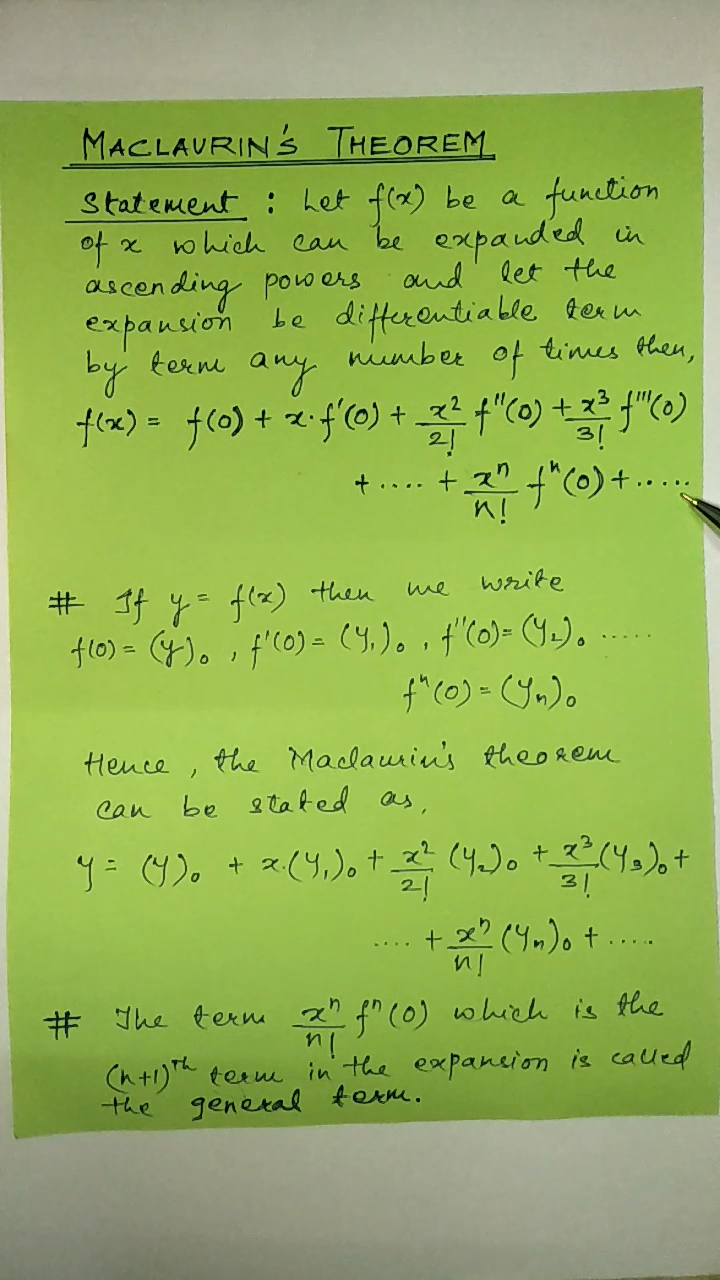 MACLAURIN'S THEOREM
Statement : Let f(x) be a function
of x which can be expanded in
ascending powers and let the
expansion be differentiable term
by term any number of times then,
f(x) = f(0) + x·f'(0) + x²/2! f''(0) + x³/3! f'''(0)
+ .... + xⁿ/n! fⁿ(0) + .....
# If y = f(x) then we write
f(0) = (y)₀ , f'(0) = (y₁)₀ , f''(0) = (y₂)₀ .....
fⁿ(0) = (yₙ)₀
Hence , the Maclaurin's theorem
can be stated as,
y = (y)₀ + x.(y₁)₀ + x²/2! (y₂)₀ + x³/3! (y₃)₀ +
.... + xⁿ/n! (yₙ)₀ + ....
# The term xⁿ/n! fⁿ(0) which is the
(n+1)ᵀʰ term in the expansion is called
the general term.